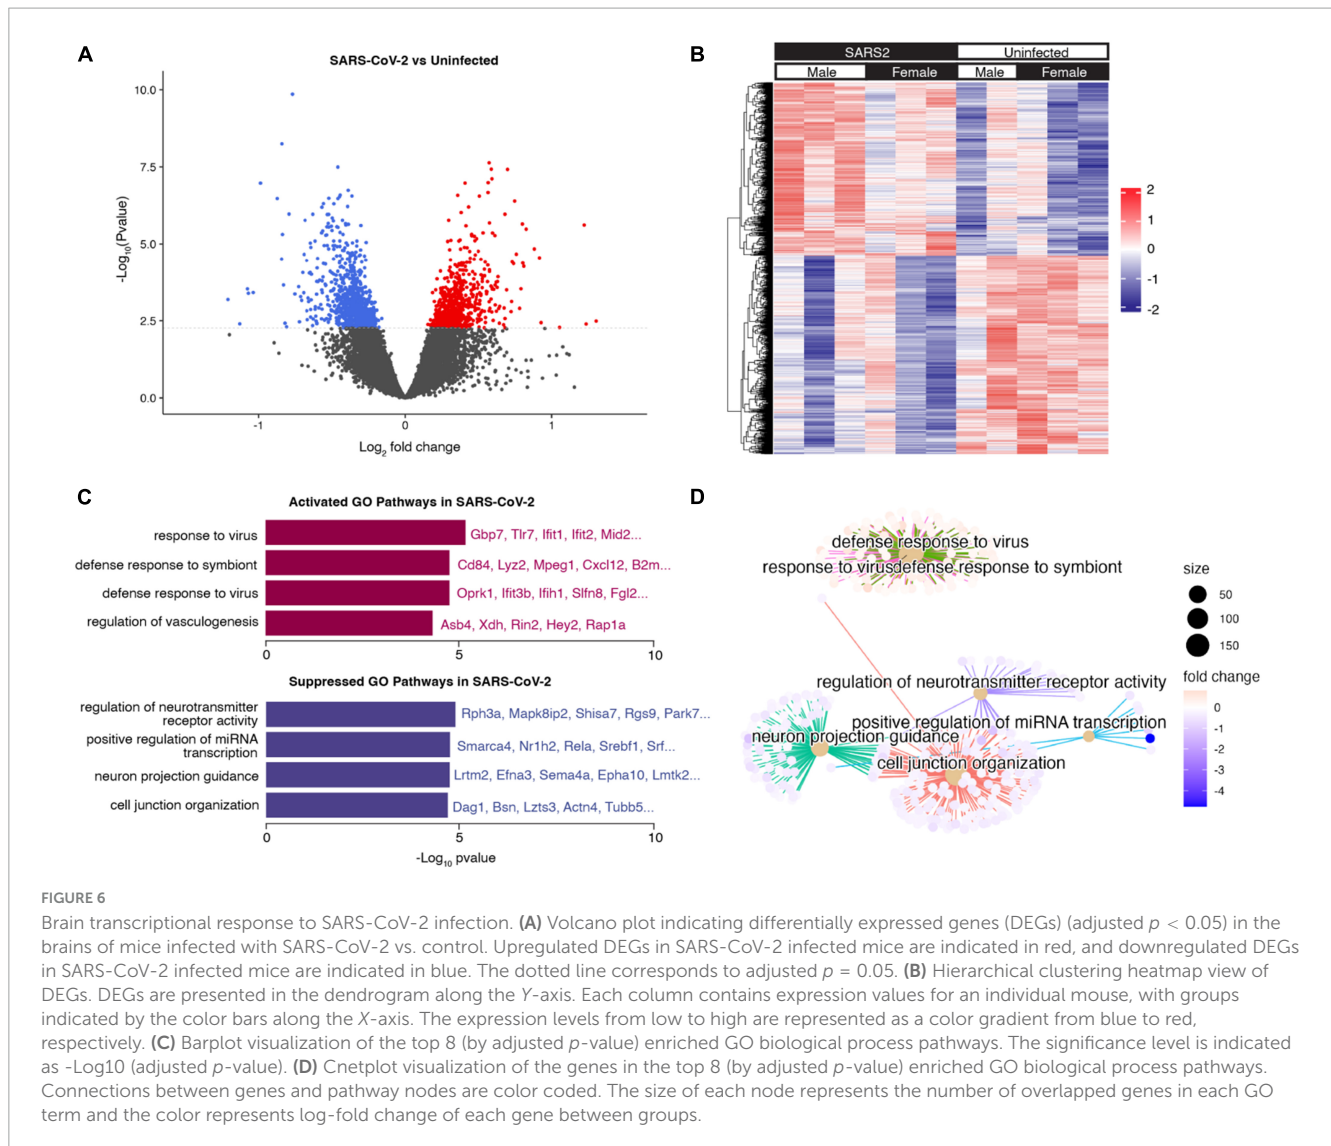 A
SARS-CoV-2 vs Uninfected
10.0
7.5
5.0
2.5
0.0
-Log10(Pvalue)
-1
0
1
Log2 fold change
B
SARS2
Uninfected
Male
Female
Male
Female
2
1
0
-1
-2
C
Activated GO Pathways in SARS-CoV-2
response to virus
Gbp7, Tlr7, Ifit1, Ifit2, Mid2...
defense response to symbiont
Cd84, Lyz2, Mpeg1, Cxcl12, B2m...
defense response to virus
Oprk1, Ifit3b, Ifih1, Slfn8, Fgl2...
regulation of vasculogenesis
Asb4, Xdh, Rin2, Hey2, Rap1a
0
5
10
Suppressed GO Pathways in SARS-CoV-2
regulation of neurotransmitter
receptor activity
Rph3a, Mapk8ip2, Shisa7, Rgs9, Park7...
positive regulation of miRNA
transcription
Smarca4, Nr1h2, Rela, Srebf1, Srf...
neuron projection guidance
Lrtm2, Efna3, Sema4a, Epha10, Lmtk2...
cell junction organization
Dag1, Bsn, Lzts3, Actn4, Tubb5...
0
5
10
-Log10 pvalue
D
defense response to virus
response to virus
defense response to symbiont
regulation of neurotransmitter receptor activity
positive regulation of miRNA transcription
neuron projection guidance
cell junction organization
size
50
100
150
fold change
0
-1
-2
-3
-4
FIGURE 6
Brain transcriptional response to SARS-CoV-2 infection. (A) Volcano plot indicating differentially expressed genes (DEGs) (adjusted p < 0.05) in the
brains of mice infected with SARS-CoV-2 vs. control. Upregulated DEGs in SARS-CoV-2 infected mice are indicated in red, and downregulated DEGs
in SARS-CoV-2 infected mice are indicated in blue. The dotted line corresponds to adjusted p = 0.05. (B) Hierarchical clustering heatmap view of
DEGs. DEGs are presented in the dendrogram along the Y-axis. Each column contains expression values for an individual mouse, with groups
indicated by the color bars along the X-axis. The expression levels from low to high are represented as a color gradient from blue to red,
respectively. (C) Barplot visualization of the top 8 (by adjusted p-value) enriched GO biological process pathways. The significance level is indicated
as -Log10 (adjusted p-value). (D) Cnetplot visualization of the genes in the top 8 (by adjusted p-value) enriched GO biological process pathways.
Connections between genes and pathway nodes are color coded. The size of each node represents the number of overlapped genes in each GO
term and the color represents log-fold change of each gene between groups.